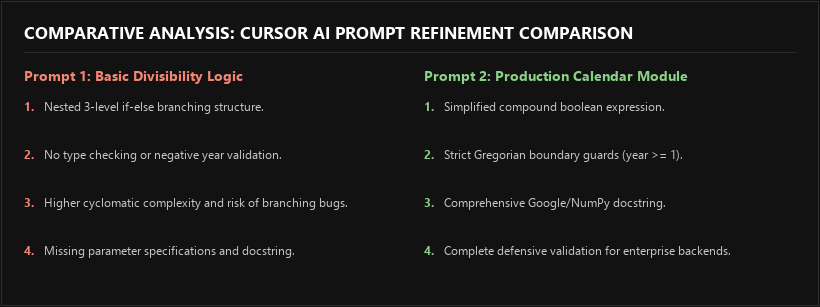 COMPARATIVE ANALYSIS: CURSOR AI PROMPT REFINEMENT COMPARISON
Prompt 1: Basic Divisibility Logic
1. Nested 3-level if-else branching structure.
2. No type checking or negative year validation.
3. Higher cyclomatic complexity and risk of branching bugs.
4. Missing parameter specifications and docstring.
Prompt 2: Production Calendar Module
1. Simplified compound boolean expression.
2. Strict Gregorian boundary guards (year >= 1).
3. Comprehensive Google/NumPy docstring.
4. Complete defensive validation for enterprise backends.